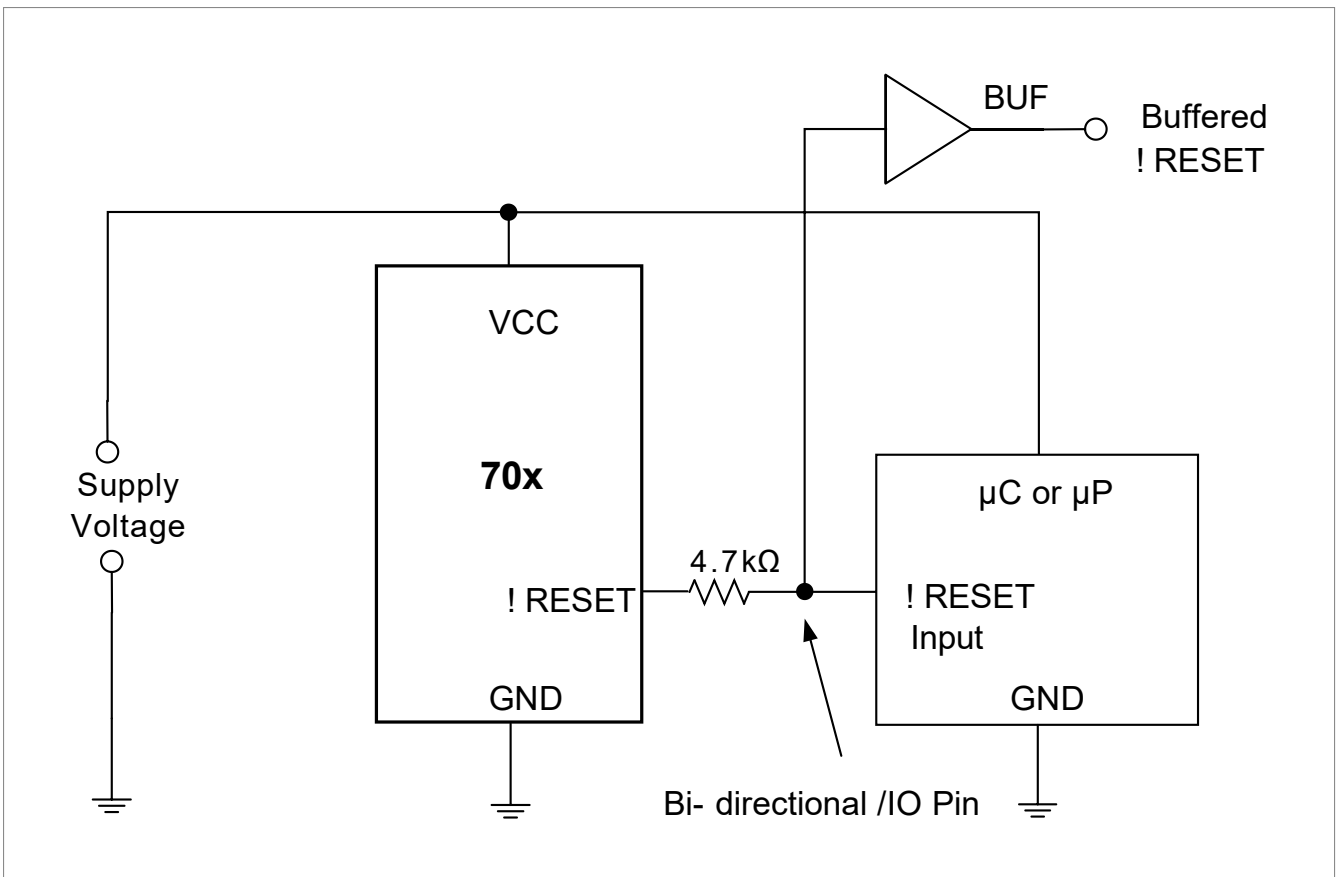 BUF
Buffered
! RESET
VCC
70x
Supply
Voltage
µC or µP
4.7kΩ
! RESET
! RESET
Input
GND
GND
Bi- directional /IO Pin